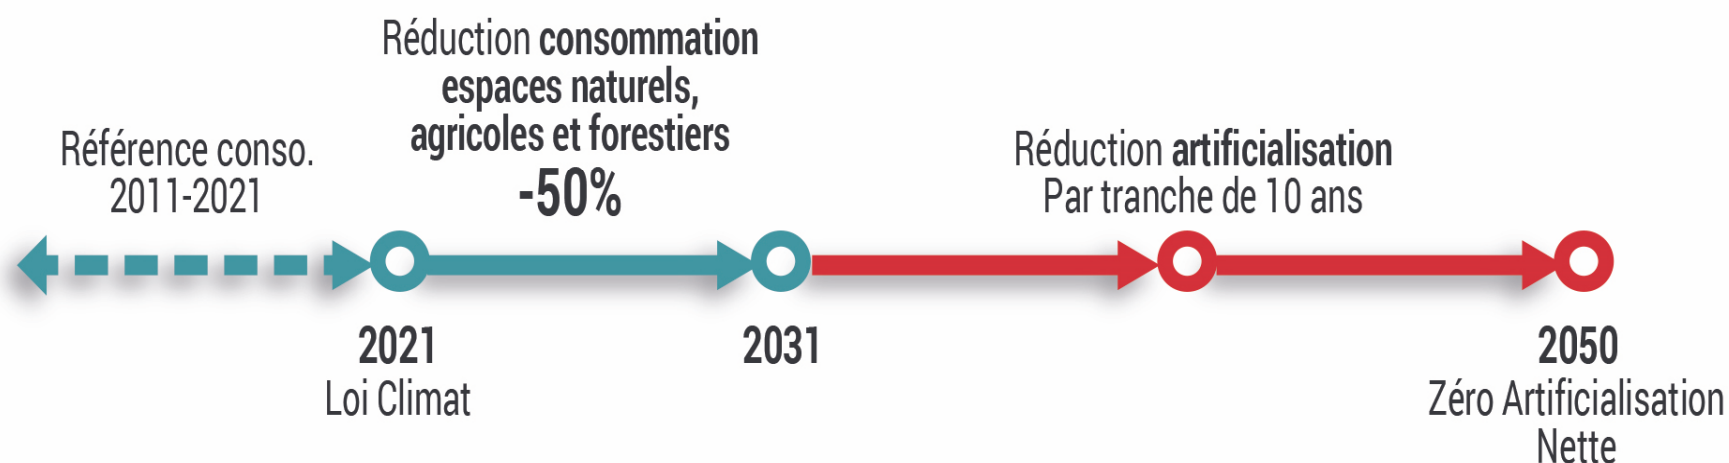 Référence conso.
2011-2021
Réduction consommation
espaces naturels,
agricoles et forestiers
-50%
Réduction artificialisation
Par tranche de 10 ans
2021
Loi Climat
2031
2050
Zéro Artificialisation
Nette